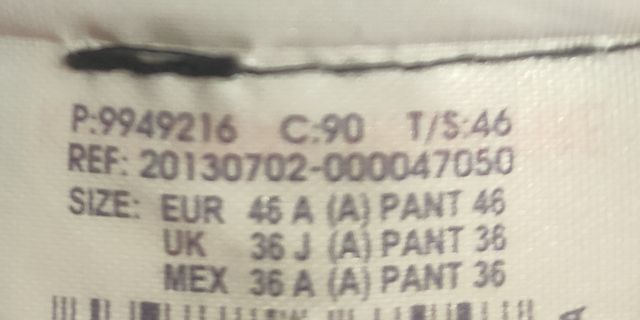 P:9949216 C:90 T/S:46
REF: 20130702-000047050
SIZE: EUR 46 A (A) PANT 46
UK 36 J (A) PANT 36
MEX 36 A (A) PANT 36